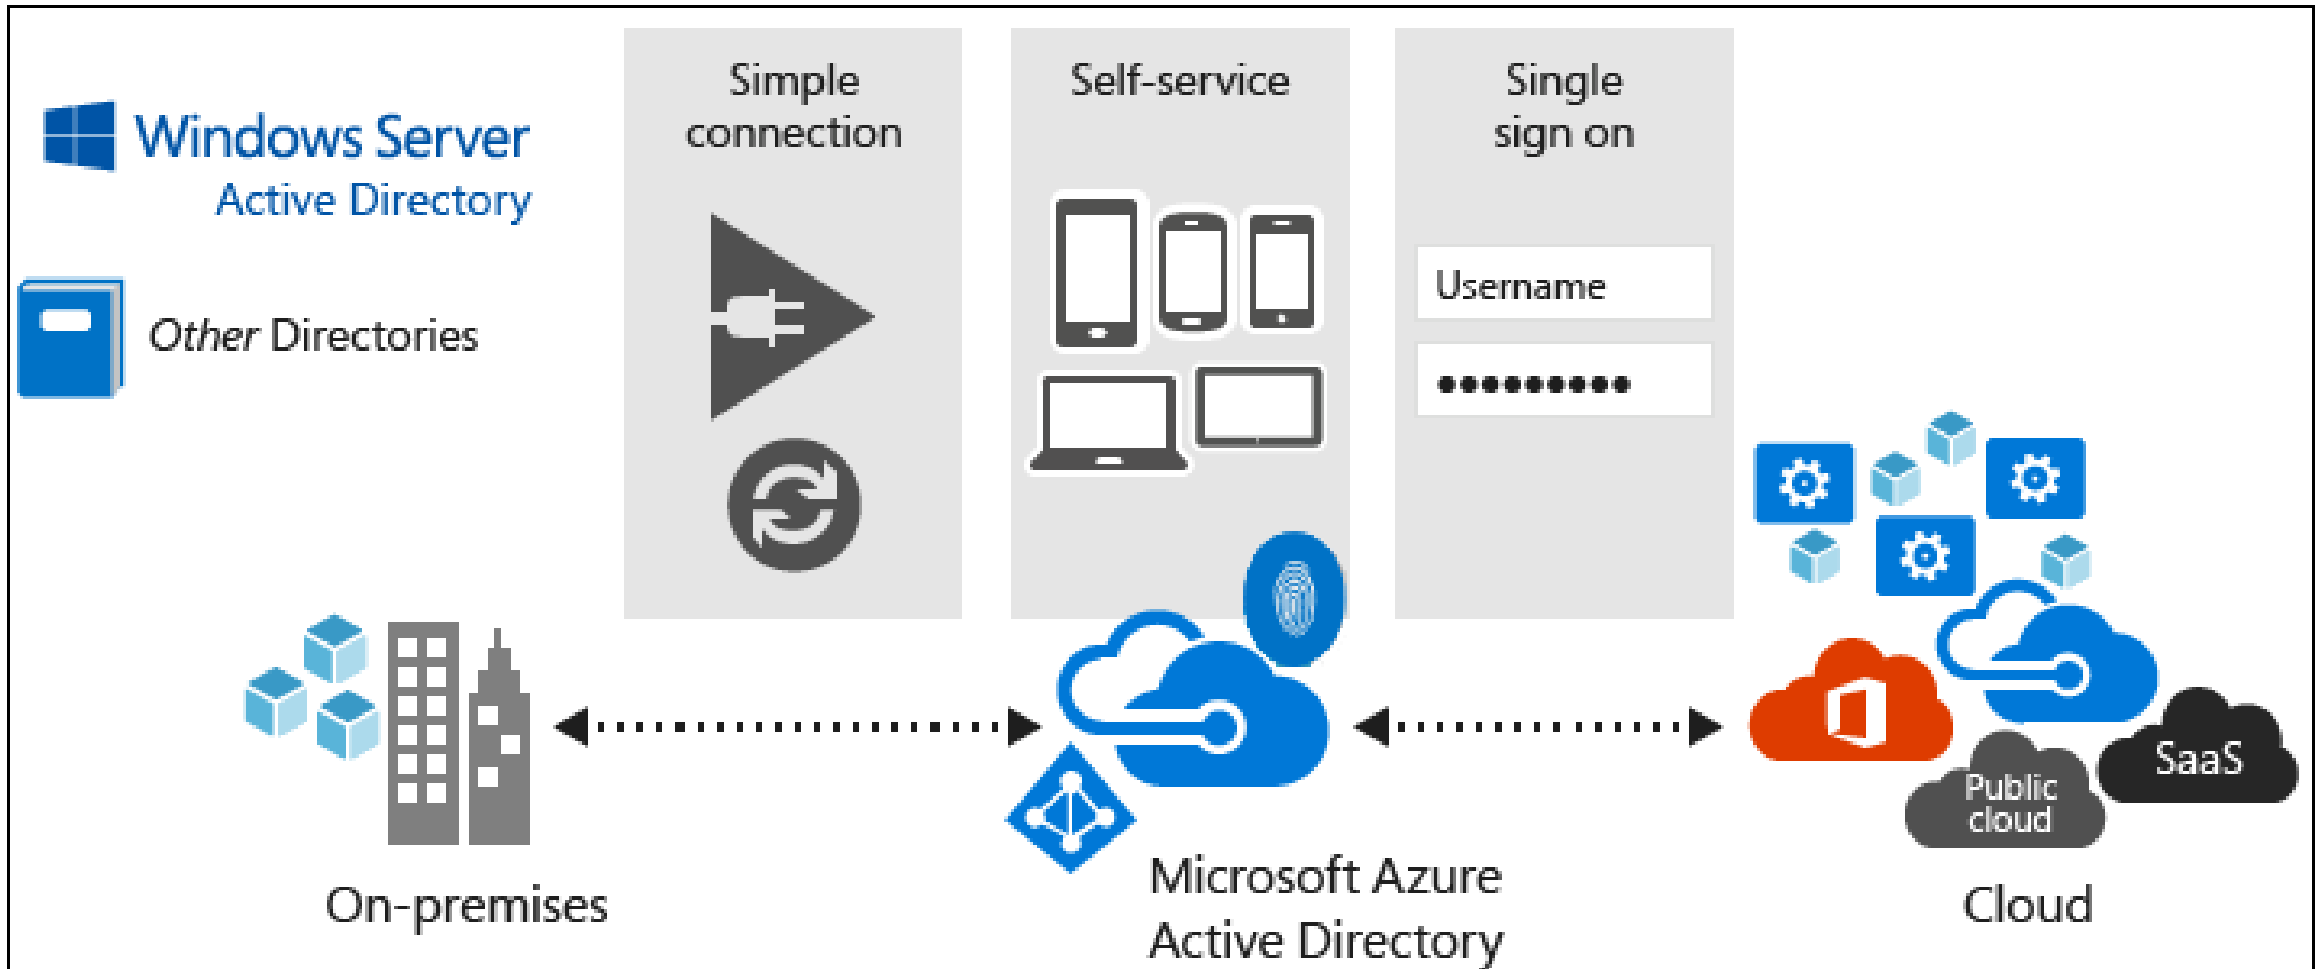 Windows Server
Active Directory
Other Directories
Simple
connection
Self-service
Single
sign on
Username
•••••••••
On-premises
Microsoft Azure
Active Directory
Public
cloud
SaaS
Cloud